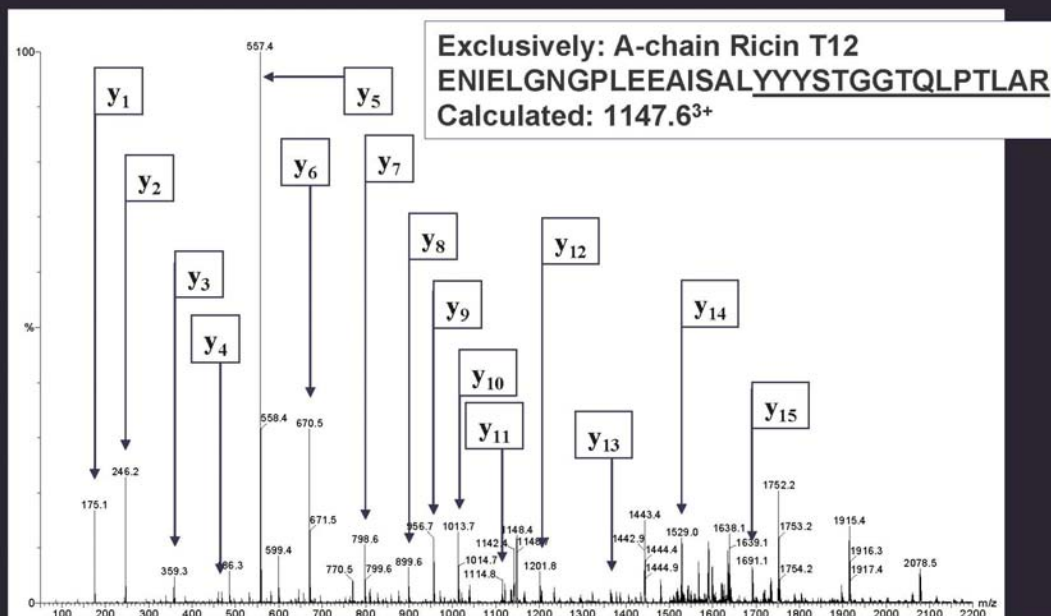 Exclusively: A-chain Ricin T12
ENIELGNGPLEEAISALYYYSTGGTQLPTLAR
Calculated: 1147.6³⁺
100
%
0
y₁
y₂
y₃
y₄
y₅
y₆
y₇
y₈
y₉
y₁₀
y₁₁
y₁₂
y₁₃
y₁₄
y₁₅
557.4
558.4
175.1
246.2
359.3
599.4
670.5
671.5
770.5
798.6
799.6
899.6
956.7
1013.7
1014.7
1114.8
1142.4
1148.4
1201.8
1443.4
1442.9
1444.4
1444.9
1529.0
1638.1
1639.1
1691.1
1752.2
1753.2
1754.2
1915.4
1916.3
1917.4
2078.5
100 200 300 400 500 600 700 800 900 1000 1100 1200 1300 1400 1500 1600 1700 1800 1900 2000 2100 2200 m/z